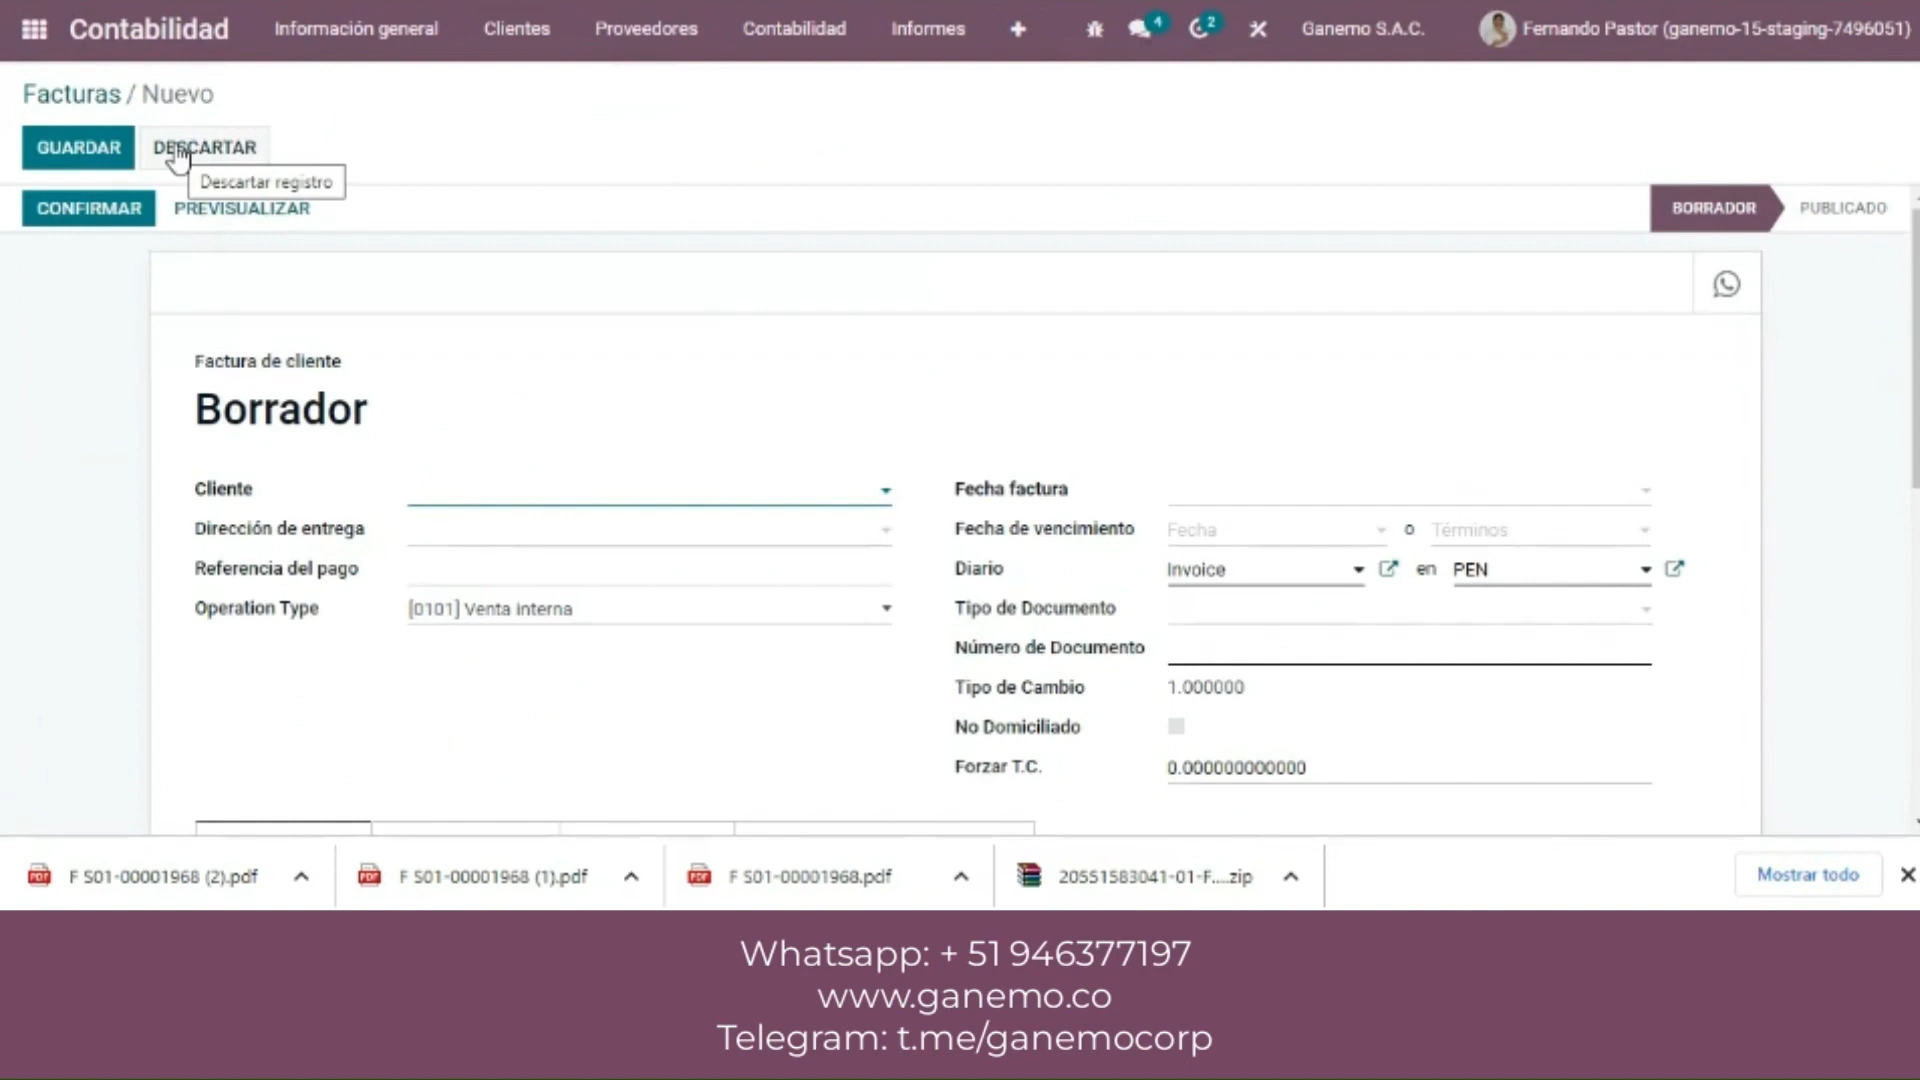 Contabilidad Información general Clientes Proveedores Contabilidad Informes 4 2 Ganemo S.A.C. Fernando Pastor (ganemo-15-staging-7496051)
Facturas / Nuevo
GUARDAR DESCARTAR
Descartar registro
CONFIRMAR PREVISUALIZAR BORRADOR PUBLICADO
Factura de cliente
Borrador
Cliente Fecha factura
Dirección de entrega Fecha de vencimiento Fecha o Términos
Referencia del pago Diario Invoice en PEN
Operation Type [0101] Venta interna Tipo de Documento
Número de Documento
Tipo de Cambio 1.000000
No Domiciliado
Forzar T.C. 0.000000000000
F S01-00001968 (2).pdf F S01-00001968 (1).pdf F S01-00001968.pdf 20551583041-01-F....zip Mostrar todo
Whatsapp: + 51 946377197
www.ganemo.co
Telegram: t.me/ganemocorp